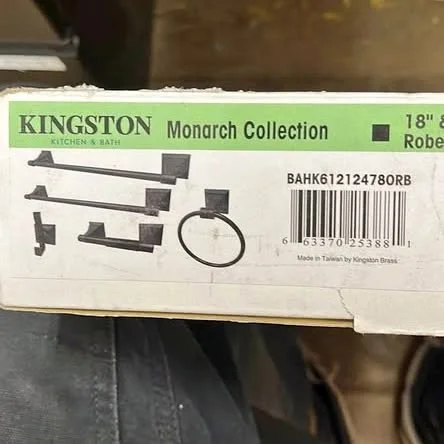 KINGSTON
KITCHEN & BATH
Monarch Collection
18" &
Robe
BAHK61212478ORB
6 63370 25388 1
Made in Taiwan by Kingston Brass